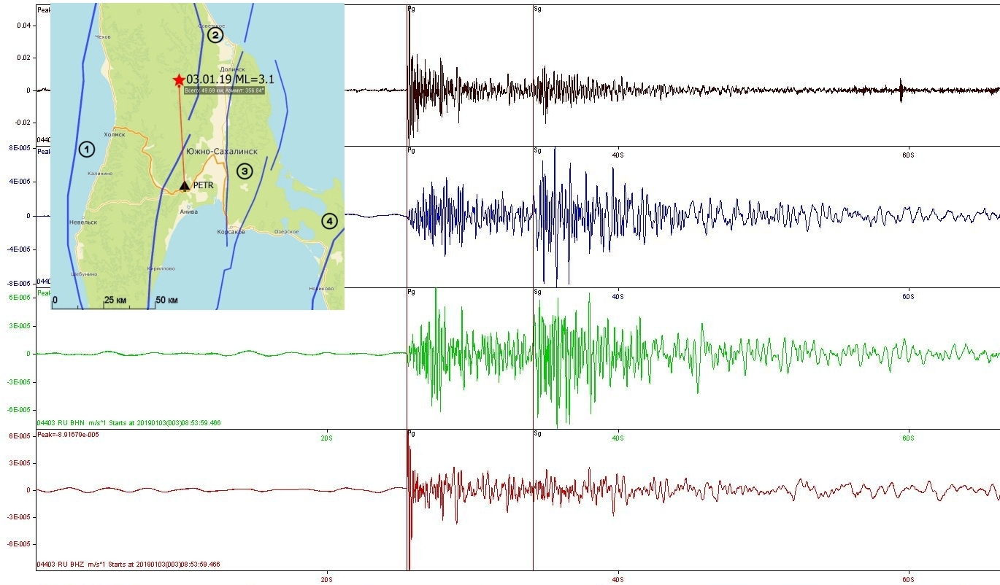 Peak
Pg
Sg
0.04
0.02
0
-0.02
0440
Чехов
Советское
2
Долинск
03.01.19 ML=3.1
Всего: 49.69 км; Азимут: 356.84°
Холмск
1
Южно-Сахалинск
3
Калинино
PETR
Анива
Невельск
4
Корсаков
Озерское
Шебунино
Кириллово
Новиково
0
25 км
50 км
Peak
Pg
Sg
40S
60S
8E-005
4E-005
0
-4E-005
-8E-005
0440
Peak
Pg
Sg
40S
60S
6E-005
3E-005
0
-3E-005
-6E-005
04403 RU BHN m/s^1 Starts at 20190103(003)08:53:59.466
Peak=-8.91679e-005
20S
Pg
Sg
40S
60S
6E-005
3E-005
0
-3E-005
-6E-005
04403 RU BHZ m/s^1 Starts at 20190103(003)08:53:59.466
20S
40S
60S